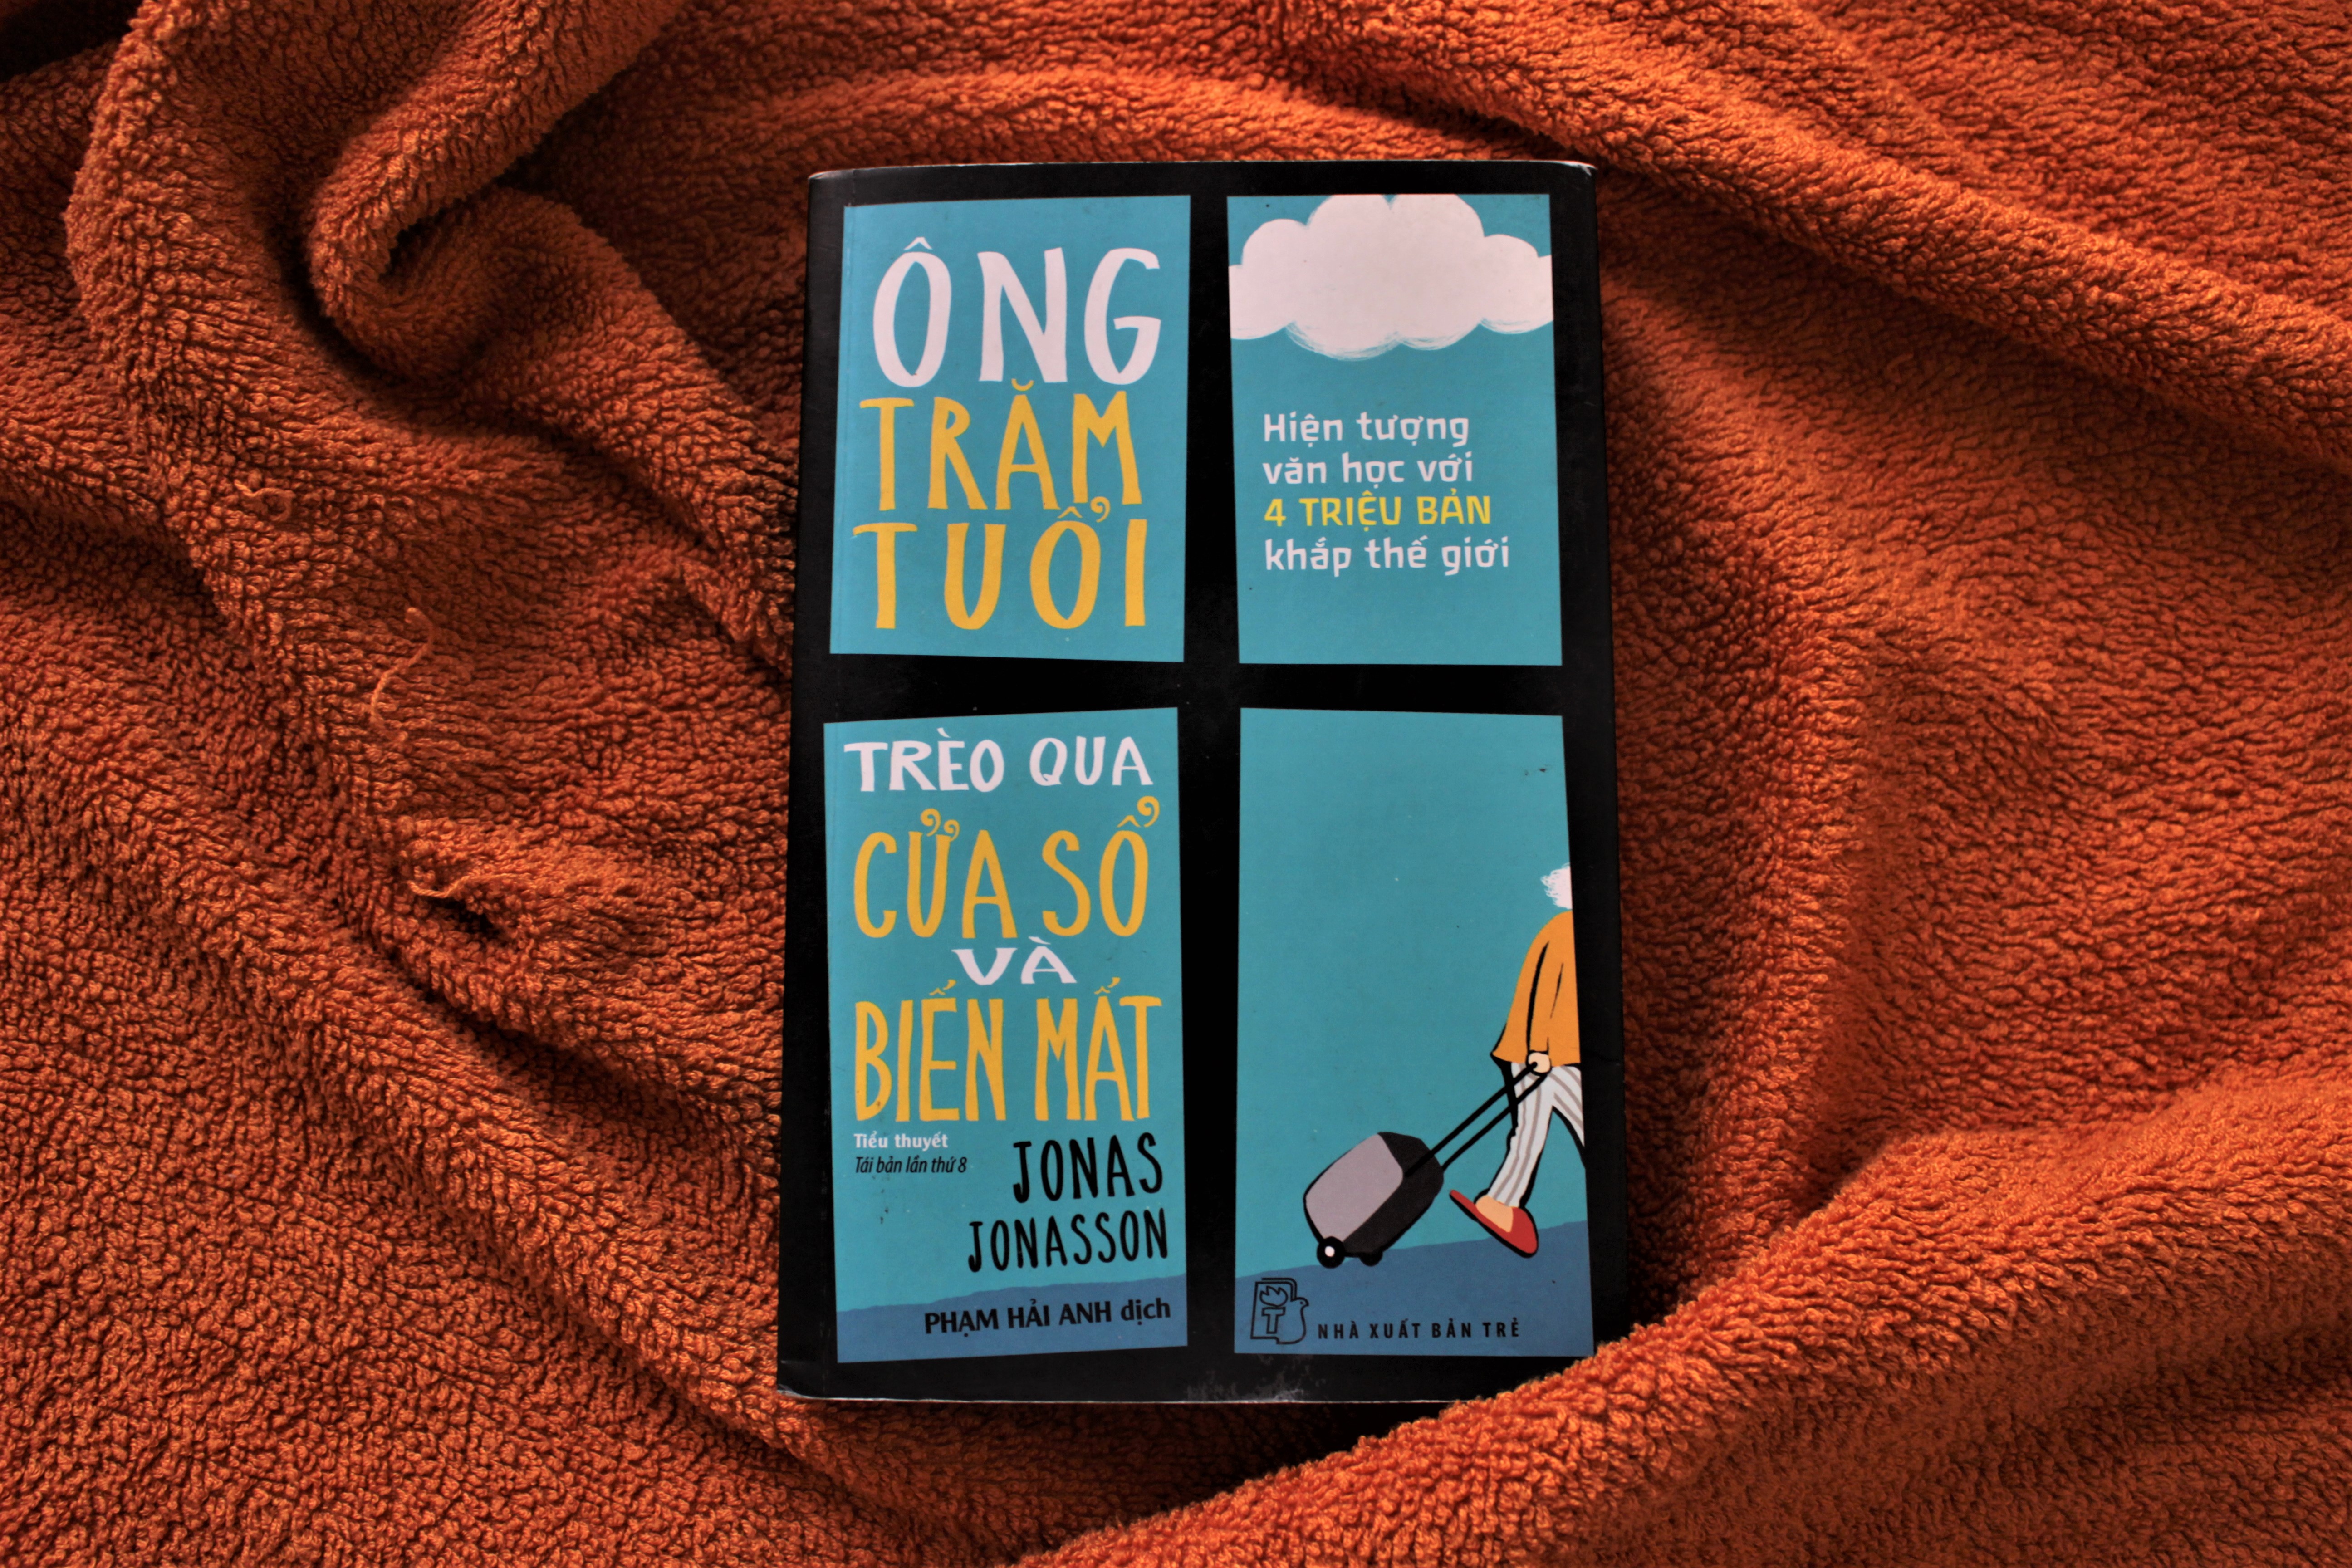 ÔNG
TRĂM
TUỔI
Hiện tượng
văn học với
4 TRIỆU BẢN
khắp thế giới
TRÈO QUA
CỬA SỔ
VÀ
BIẾN MẤT
Tiểu thuyết
Tái bản lần thứ 8
JONAS
JONASSON
PHẠM HẢI ANH dịch
T
NHÀ XUẤT BẢN TRẺ